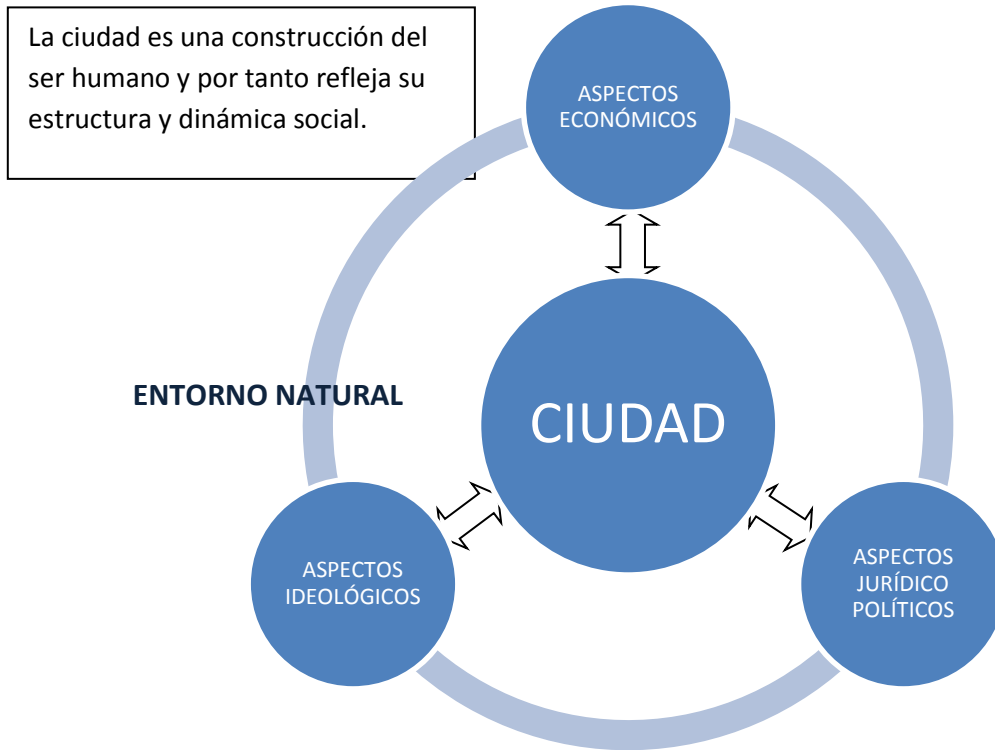 La ciudad es una construcción del
ser humano y por tanto refleja su
estructura y dinámica social.
ASPECTOS
ECONÓMICOS
ENTORNO NATURAL
CIUDAD
ASPECTOS
IDEOLÓGICOS
ASPECTOS
JURÍDICO
POLÍTICOS